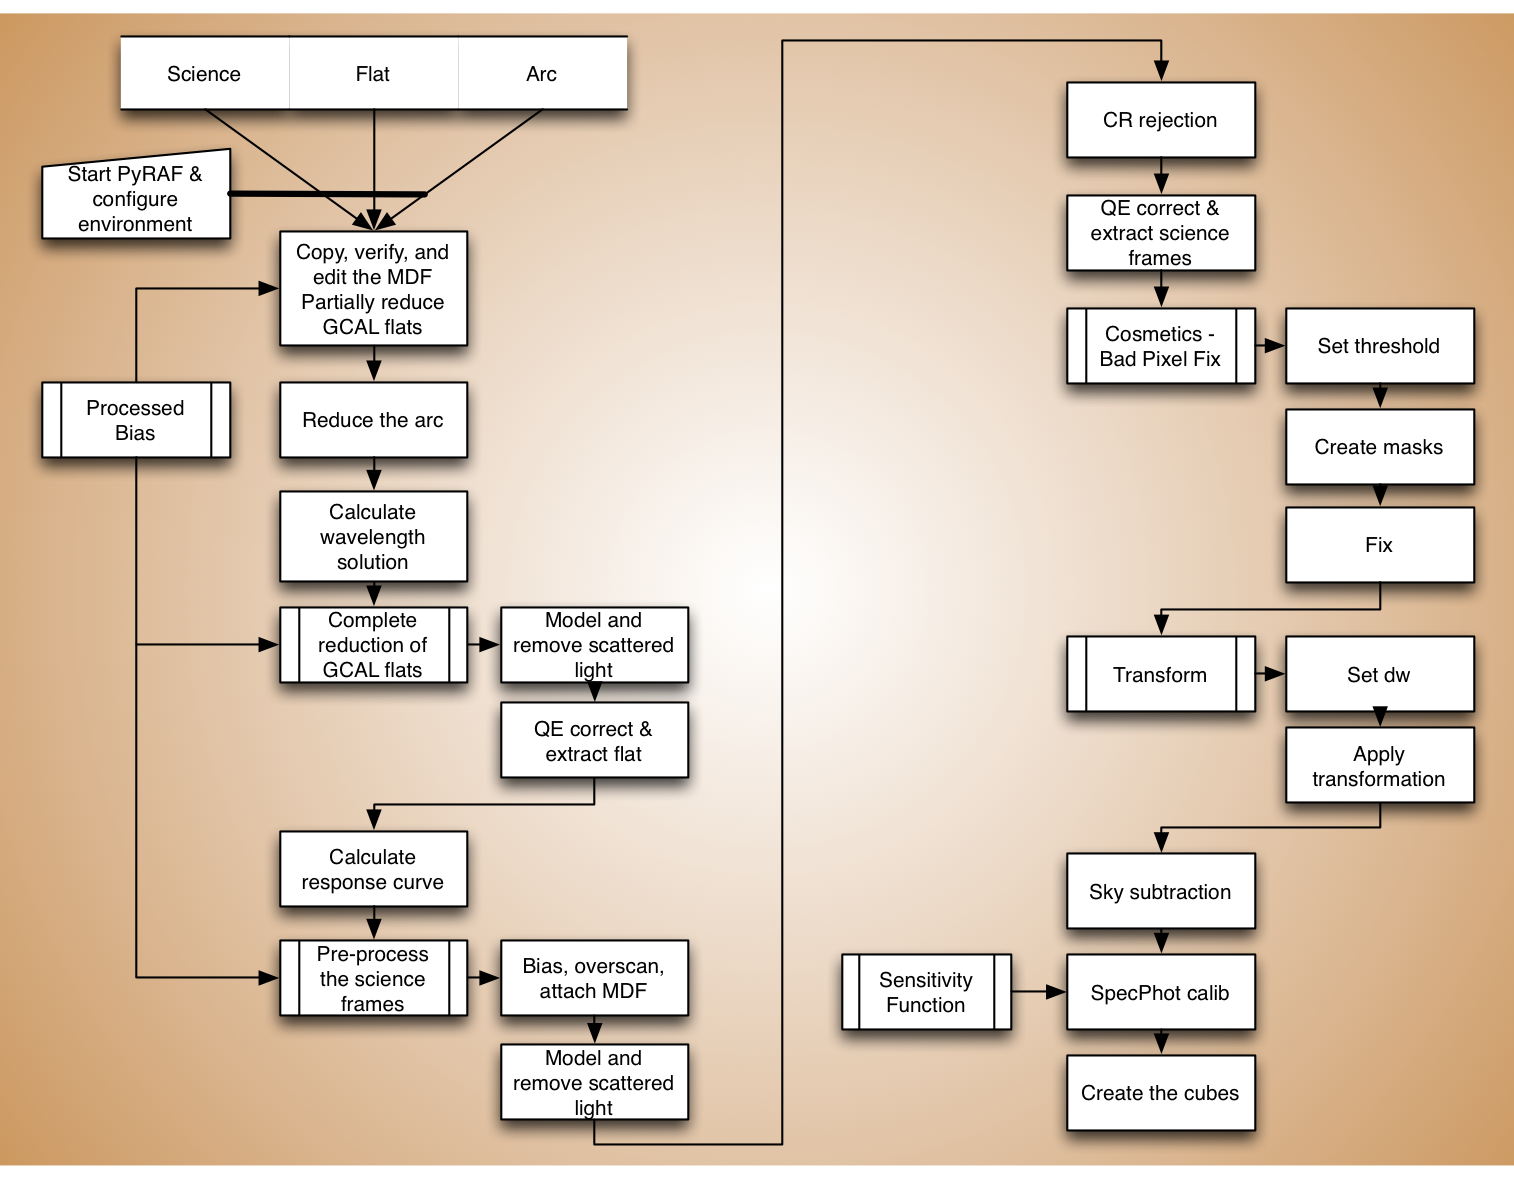 Science
Flat
Arc
Start PyRAF &
configure
environment
Copy, verify, and
edit the MDF
Partially reduce
GCAL flats
Processed
Bias
Reduce the arc
Calculate
wavelength
solution
Complete
reduction of
GCAL flats
Model and
remove scattered
light
QE correct &
extract flat
Calculate
response curve
Pre-process
the science
frames
Bias, overscan,
attach MDF
Model and
remove scattered
light
CR rejection
QE correct &
extract science
frames
Cosmetics -
Bad Pixel Fix
Set threshold
Create masks
Fix
Transform
Set dw
Apply
transformation
Sky subtraction
Sensitivity
Function
SpecPhot calib
Create the cubes